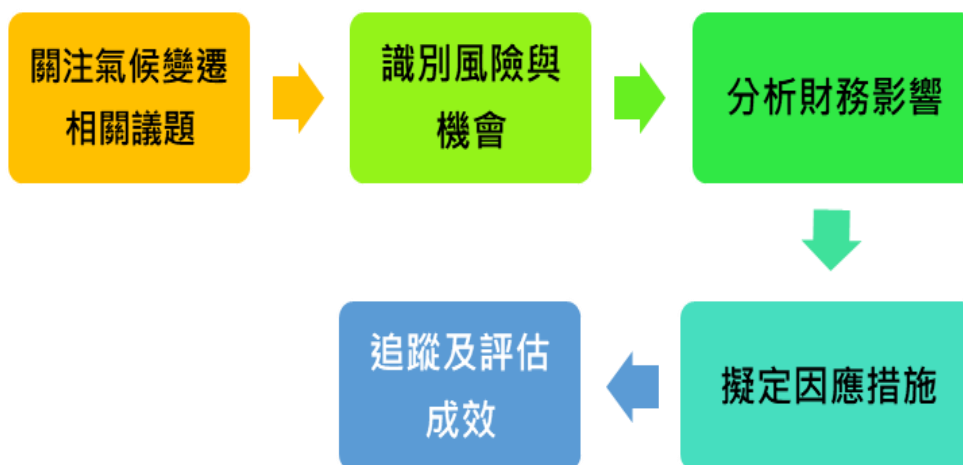 關注氣候變遷
相關議題
識別風險與
機會
分析財務影響
擬定因應措施
追蹤及評估
成效